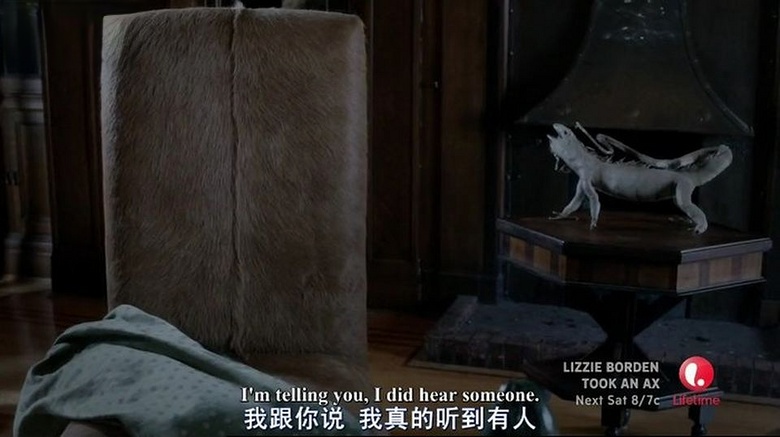 LIZZIE BORDEN
TOOK AN AX
Next Sat 8/7c
Lifetime
I'm telling you, I did hear someone.
我跟你说 我真的听到有人